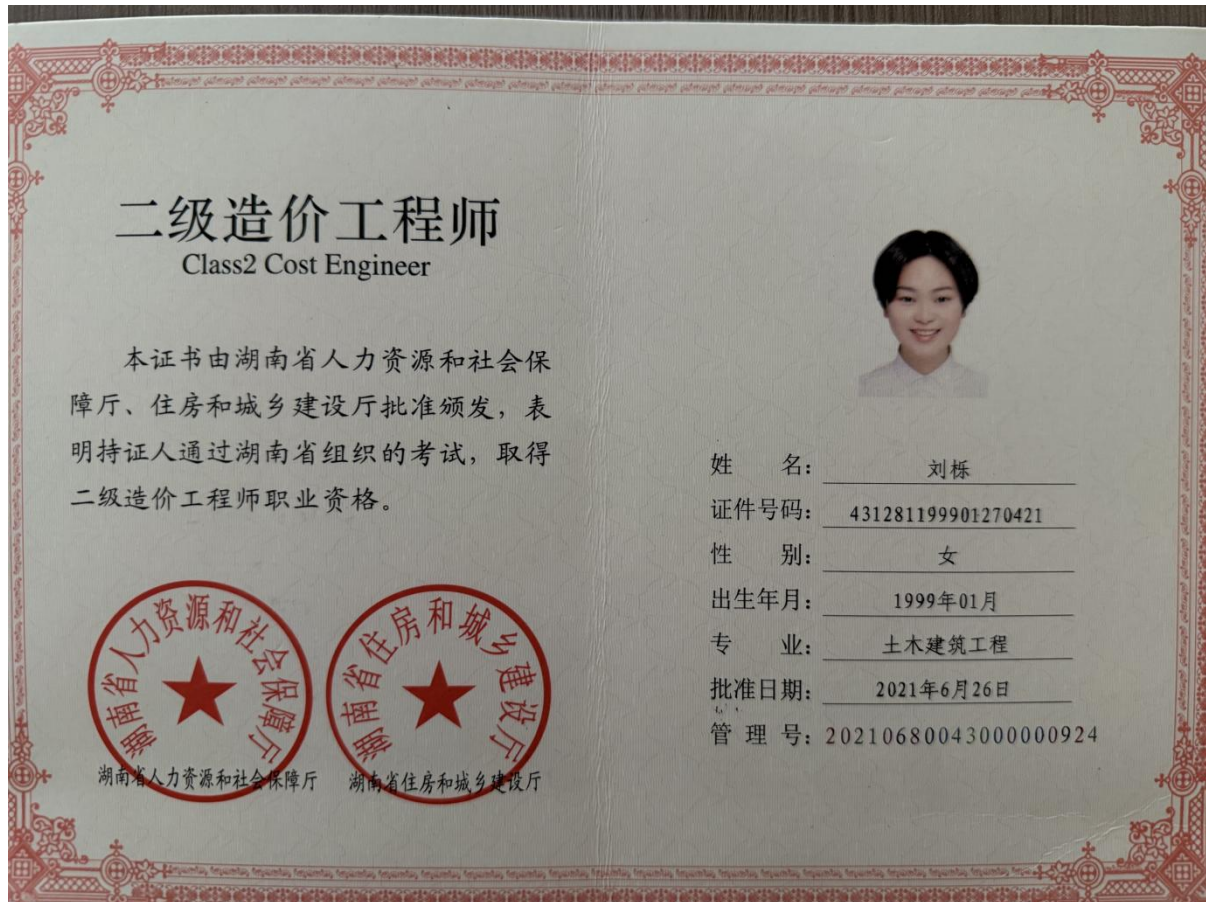 二级造价工程师
Class2 Cost Engineer
本证书由湖南省人力资源和社会保
障厅、住房和城乡建设厅批准颁发，表
明持证人通过湖南省组织的考试，取得
二级造价工程师职业资格。
湖南省人力资源和社会保障厅
湖南省住房和城乡建设厅
湖南省人力资源和社会保障厅
湖南省住房和城乡建设厅
姓 名： 刘栎
证件号码： 431281199901270421
性 别： 女
出生年月： 1999年01月
专 业： 土木建筑工程
批准日期： 2021年6月26日
管 理 号： 20210680043000000924